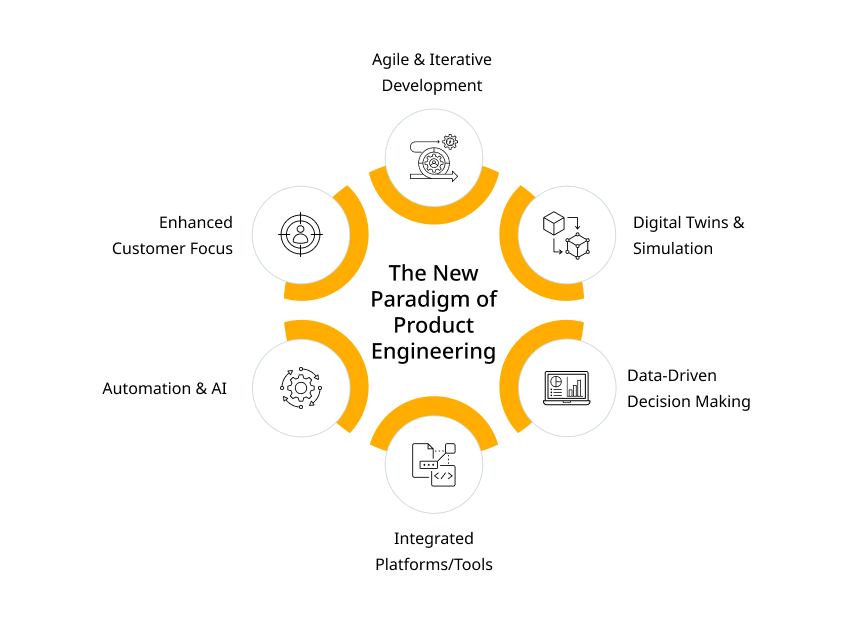 Agile & Iterative
Development
Enhanced
Customer Focus
Digital Twins &
Simulation
The New
Paradigm of
Product
Engineering
Automation & AI
Data-Driven
Decision Making
Integrated
Platforms/Tools